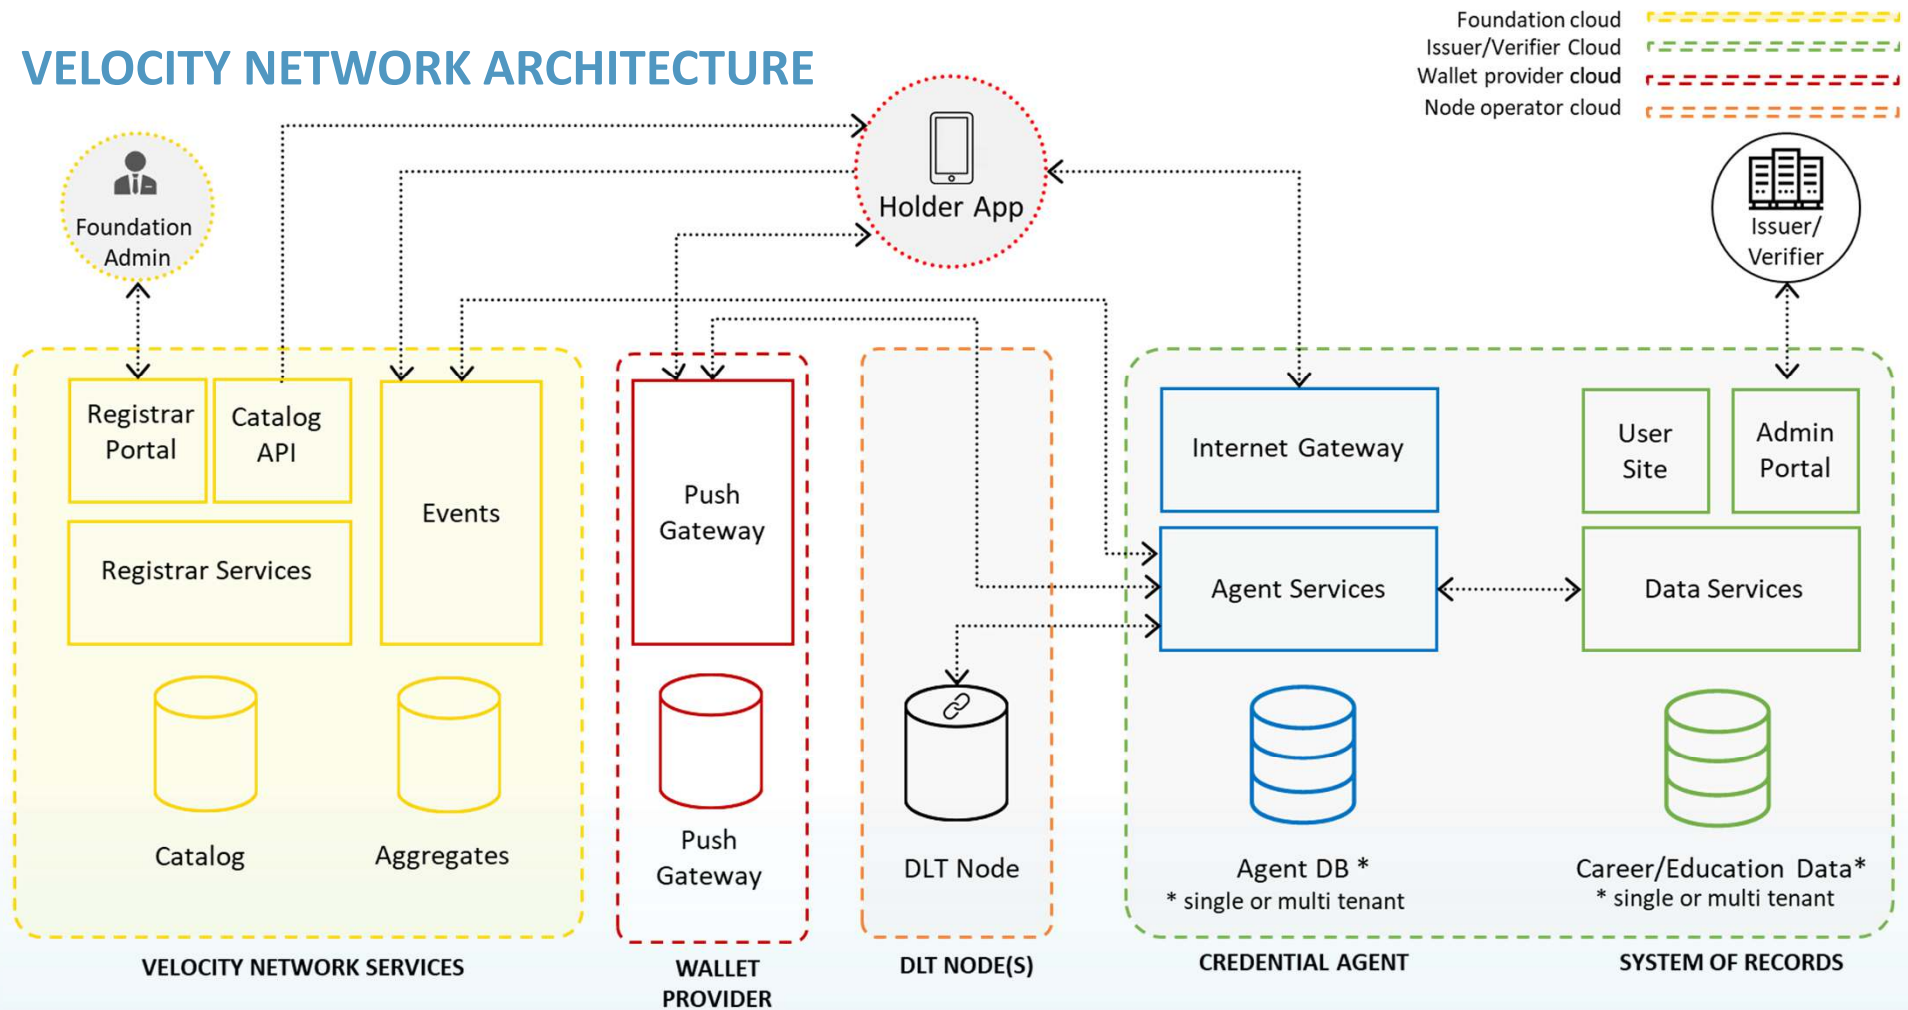 VELOCITY NETWORK ARCHITECTURE
Foundation cloud
Issuer/Verifier Cloud
Wallet provider cloud
Node operator cloud
Foundation
Admin
Holder App
Issuer/
Verifier
Registrar
Portal
Catalog
API
Registrar Services
Events
Push
Gateway
Internet Gateway
Agent Services
User
Site
Admin
Portal
Data Services
Catalog
Aggregates
Push
Gateway
DLT Node
Agent DB *
* single or multi tenant
Career/Education Data*
* single or multi tenant
VELOCITY NETWORK SERVICES
WALLET
PROVIDER
DLT NODE(S)
CREDENTIAL AGENT
SYSTEM OF RECORDS